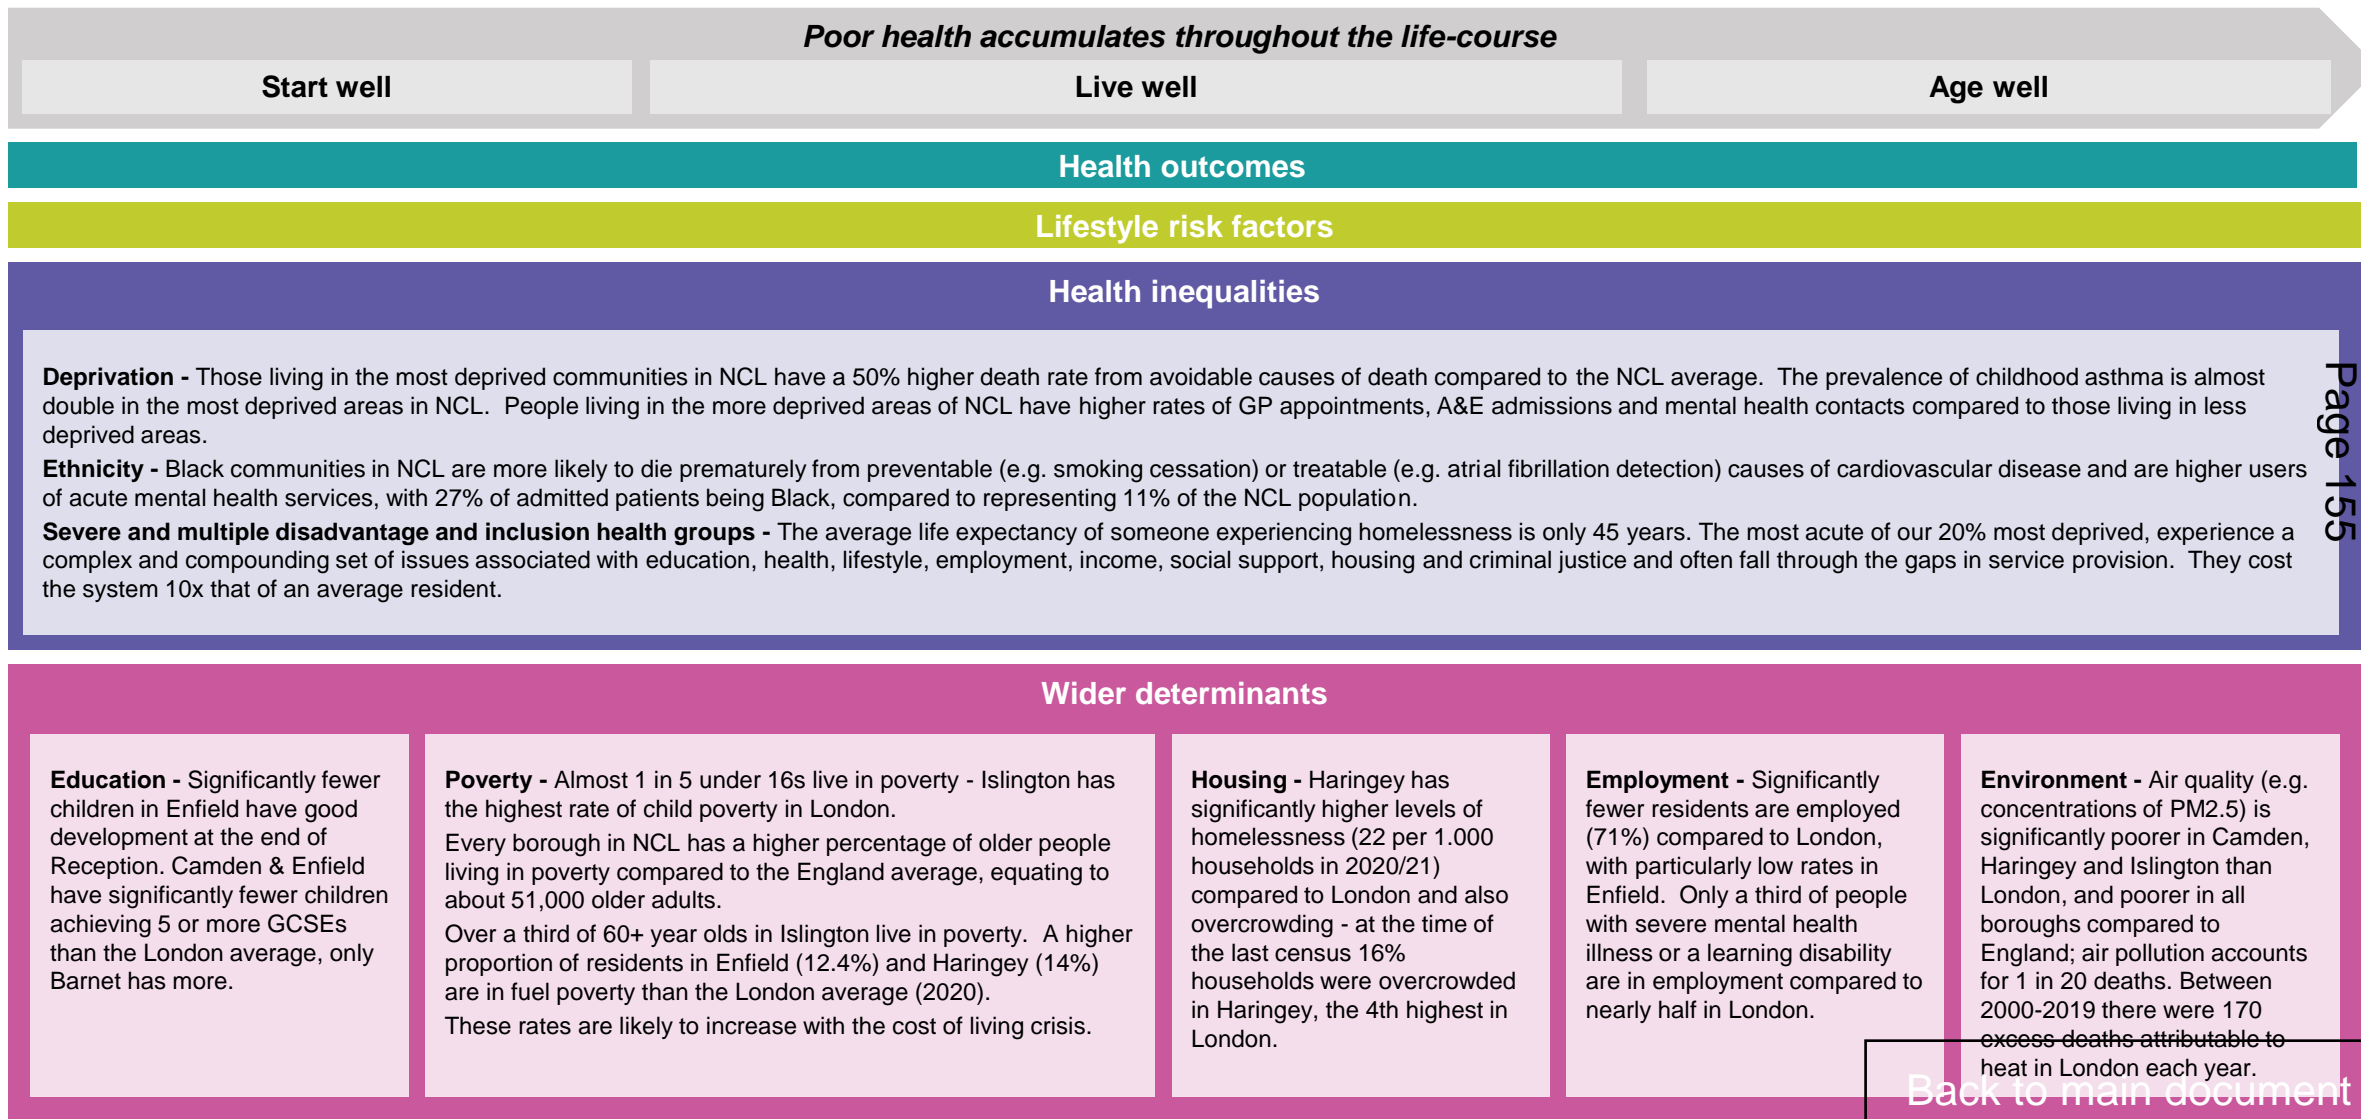 Poor health accumulates throughout the life-course
Start well
Live well
Age well
Health outcomes
Lifestyle risk factors
Health inequalities
Deprivation - Those living in the most deprived communities in NCL have a 50% higher death rate from avoidable causes of death compared to the NCL average. The prevalence of childhood asthma is almost
double in the most deprived areas in NCL. People living in the more deprived areas of NCL have higher rates of GP appointments, A&E admissions and mental health contacts compared to those living in less
deprived areas.
Ethnicity - Black communities in NCL are more likely to die prematurely from preventable (e.g. smoking cessation) or treatable (e.g. atrial fibrillation detection) causes of cardiovascular disease and are higher users
of acute mental health services, with 27% of admitted patients being Black, compared to representing 11% of the NCL population.
Severe and multiple disadvantage and inclusion health groups - The average life expectancy of someone experiencing homelessness is only 45 years. The most acute of our 20% most deprived, experience a
complex and compounding set of issues associated with education, health, lifestyle, employment, income, social support, housing and criminal justice and often fall through the gaps in service provision. They cost
the system 10x that of an average resident.
Page 155
Wider determinants
Education - Significantly fewer
children in Enfield have good
development at the end of
Reception. Camden & Enfield
have significantly fewer children
achieving 5 or more GCSEs
than the London average, only
Barnet has more.
Poverty - Almost 1 in 5 under 16s live in poverty - Islington has
the highest rate of child poverty in London.
Every borough in NCL has a higher percentage of older people
living in poverty compared to the England average, equating to
about 51,000 older adults.
Over a third of 60+ year olds in Islington live in poverty. A higher
proportion of residents in Enfield (12.4%) and Haringey (14%)
are in fuel poverty than the London average (2020).
These rates are likely to increase with the cost of living crisis.
Housing - Haringey has
significantly higher levels of
homelessness (22 per 1.000
households in 2020/21)
compared to London and also
overcrowding - at the time of
the last census 16%
households were overcrowded
in Haringey, the 4th highest in
London.
Employment - Significantly
fewer residents are employed
(71%) compared to London,
with particularly low rates in
Enfield. Only a third of people
with severe mental health
illness or a learning disability
are in employment compared to
nearly half in London.
Environment - Air quality (e.g.
concentrations of PM2.5) is
significantly poorer in Camden,
Haringey and Islington than
London, and poorer in all
boroughs compared to
England; air pollution accounts
for 1 in 20 deaths. Between
2000-2019 there were 170
excess deaths attributable to
heat in London each year.
Back to main document